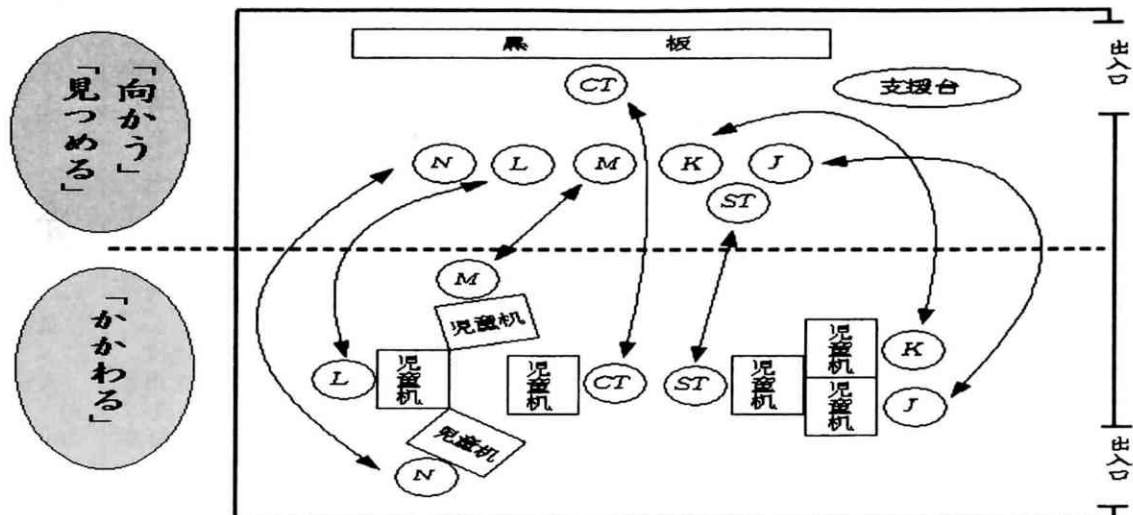 黒 板
出入口
「向かう」
「見つめる」
CT
支援台
N
L
M
K
J
ST
M
児童机
「かかわる」
L
児童机
児童机
CT
ST
児童机
児童机
K
児童机
J
児童机
N
出入口